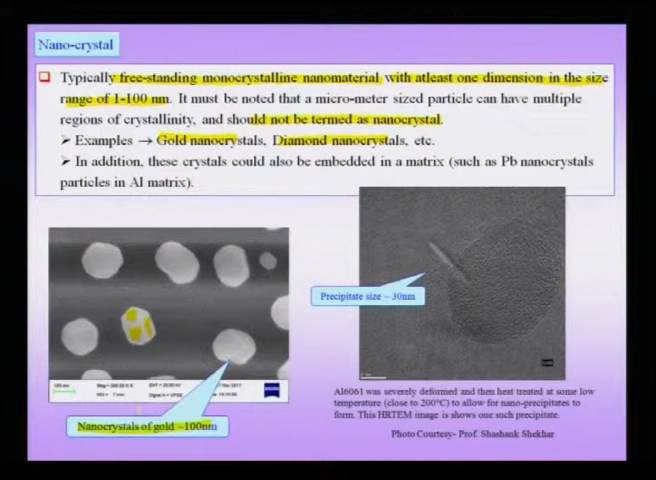 Nano-crystal
Typically free-standing monocrystalline nanomaterial with atleast one dimension in the size
range of 1-100 nm. It must be noted that a micro-meter sized particle can have multiple
regions of crystallinity, and should not be termed as nanocrystal.
➢ Examples → Gold nanocrystals, Diamond nanocrystals, etc.
➢ In addition, these crystals could also be embedded in a matrix (such as Pb nanocrystals
particles in Al matrix).
Precipitate size ~ 30nm
Nanocrystals of gold ~100nm
Al6061 was severely deformed and then heat treated at some low
temperature (close to 200°C) to allow for nano-precipitates to
form. This HRTEM image is shows one such precipitate.
Photo Courtesy- Prof. Shashank Shekhar